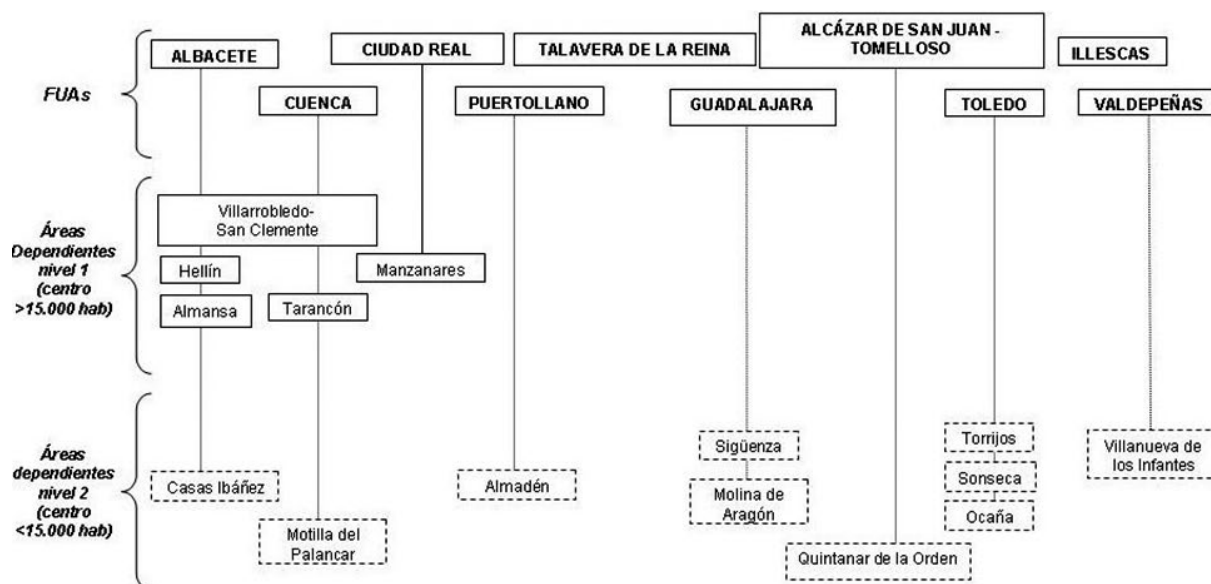 FUAs
ALBACETE
CIUDAD REAL
TALAVERA DE LA REINA
ALCÁZAR DE SAN JUAN -
TOMELLOSO
ILLESCAS
CUENCA
PUERTOLLANO
GUADALAJARA
TOLEDO
VALDEPEÑAS
Áreas
Dependientes
nivel 1
(centro
>15.000 hab)
Villarrobledo-
San Clemente
Hellín
Manzanares
Almansa
Tarancón
Áreas
dependientes
nivel 2
(centro
<15.000 hab)
Sigüenza
Torrijos
Villanueva de
los Infantes
Casas Ibáñez
Almadén
Molina de
Aragón
Sonseca
Ocaña
Motilla del
Palancar
Quintanar de la Orden